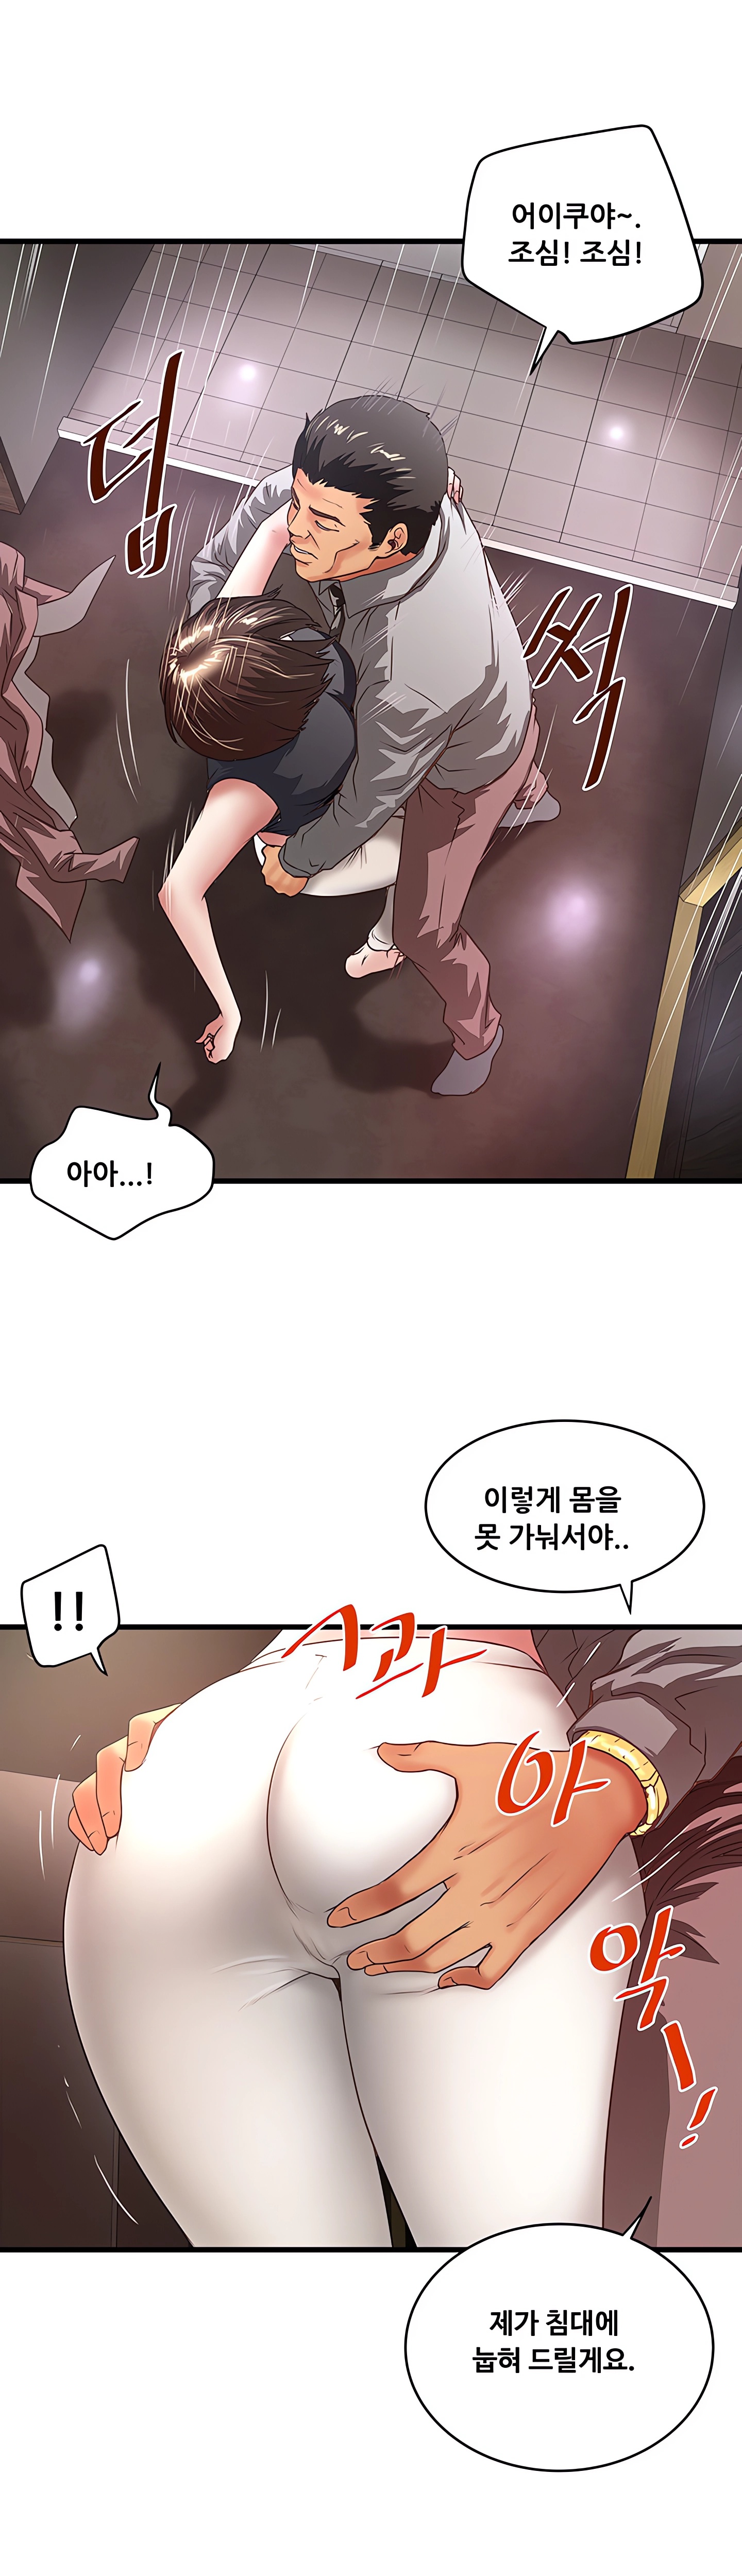 어이쿠야~.
조심! 조심!
덥
썩
아아...!
이렇게 몸을
못 가눠서야..
!!
콰
아
악-!
제가 침대에
눕혀 드릴게요.